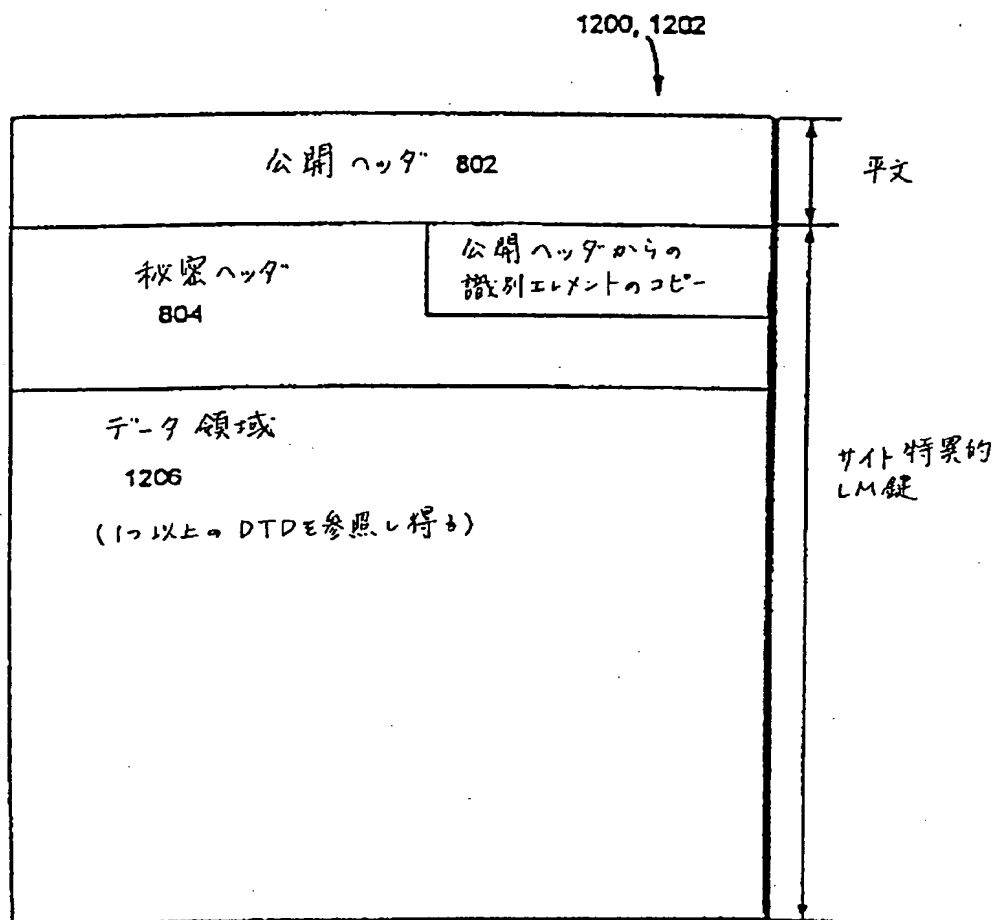 1200, 1202
公開ヘッダ 802
平文
秘密ヘッダ
804
公開ヘッダからの
識別エレメントのコピー
データ領域
1206
(1つ以上のDTDを参照し得る)
サイト特異的
LM鍵